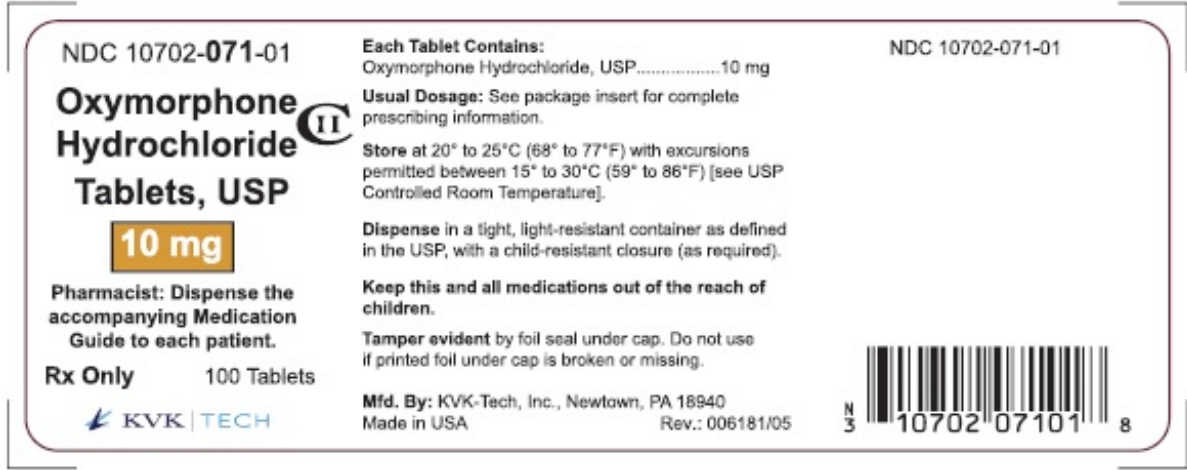 NDC 10702-071-01
Oxymorphone
Hydrochloride
CII
Tablets, USP
10 mg
Pharmacist: Dispense the
accompanying Medication
Guide to each patient.
Rx Only 100 Tablets
KVK | TECH
Each Tablet Contains:
Oxymorphone Hydrochloride, USP..................10 mg
Usual Dosage: See package insert for complete
prescribing information.
Store at 20° to 25°C (68° to 77°F) with excursions
permitted between 15° to 30°C (59° to 86°F) [see USP
Controlled Room Temperature].
Dispense in a tight, light-resistant container as defined
in the USP, with a child-resistant closure (as required).
Keep this and all medications out of the reach of
children.
Tamper evident by foil seal under cap. Do not use
if printed foil under cap is broken or missing.
Mfd. By: KVK-Tech, Inc., Newtown, PA 18940
Made in USA Rev.: 006181/05
NDC 10702-071-01
N
3 10702 07101 8